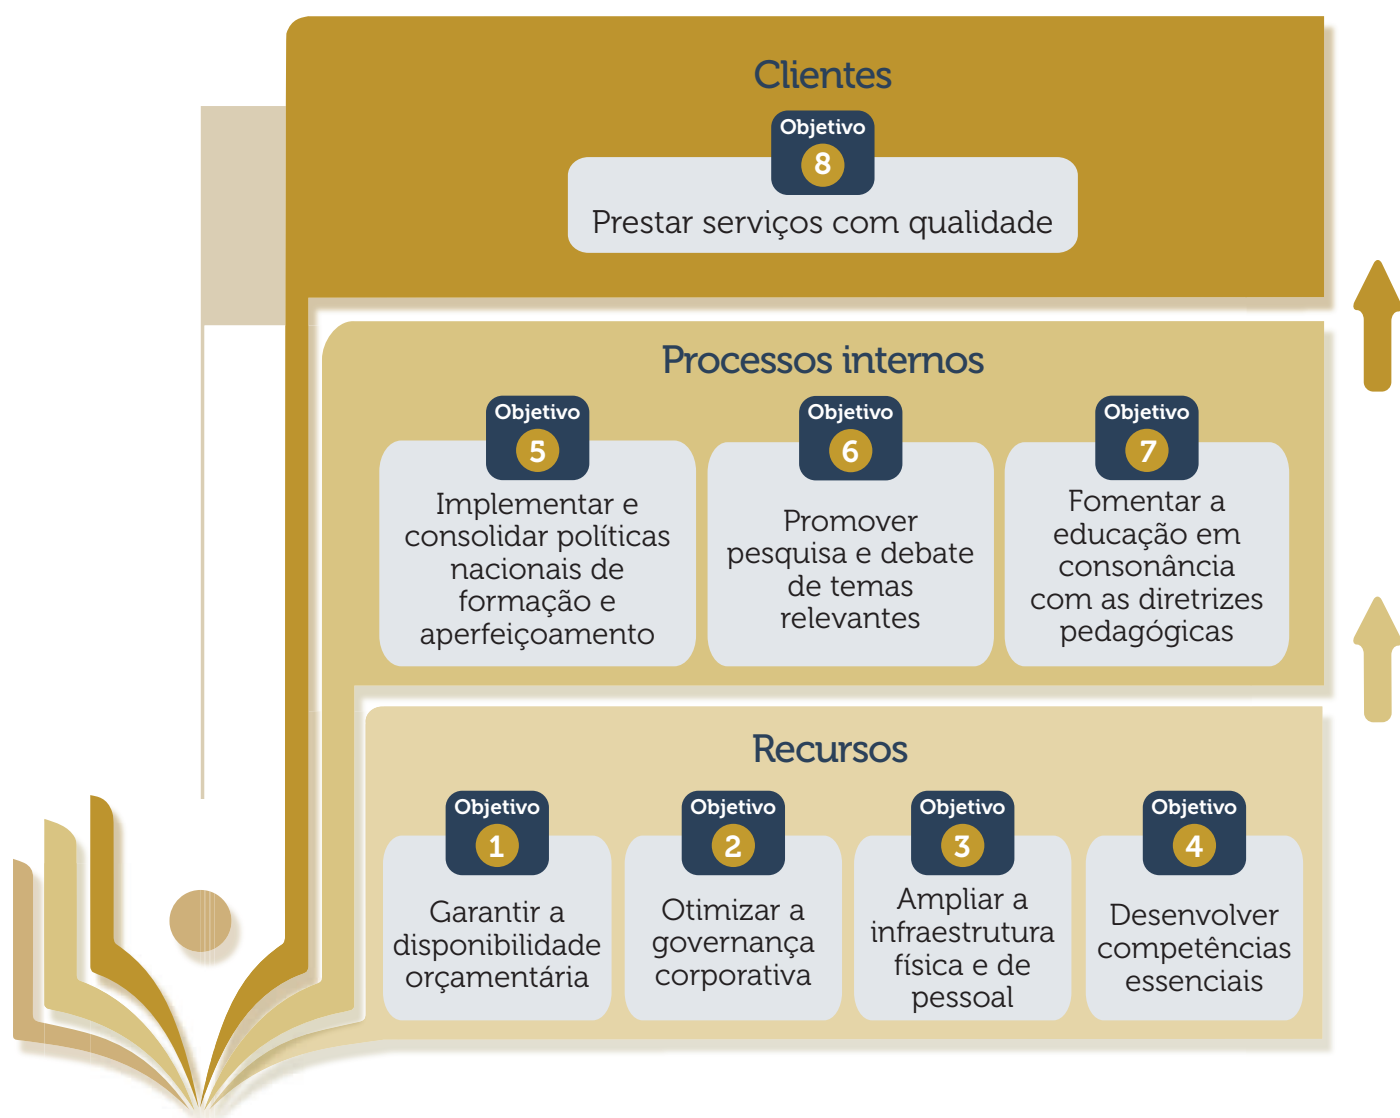 Clientes
Objetivo
8
Prestar serviços com qualidade
Processos internos
Objetivo
5
Implementar e
consolidar políticas
nacionais de
formação e
aperfeiçoamento
Objetivo
6
Promover
pesquisa e debate
de temas
relevantes
Objetivo
7
Fomentar a
educação em
consonância
com as diretrizes
pedagógicas
Recursos
Objetivo
1
Garantir a
disponibilidade
orçamentária
Objetivo
2
Otimizar a
governança
corporativa
Objetivo
3
Ampliar a
infraestrutura
física e de
pessoal
Objetivo
4
Desenvolver
competências
essenciais